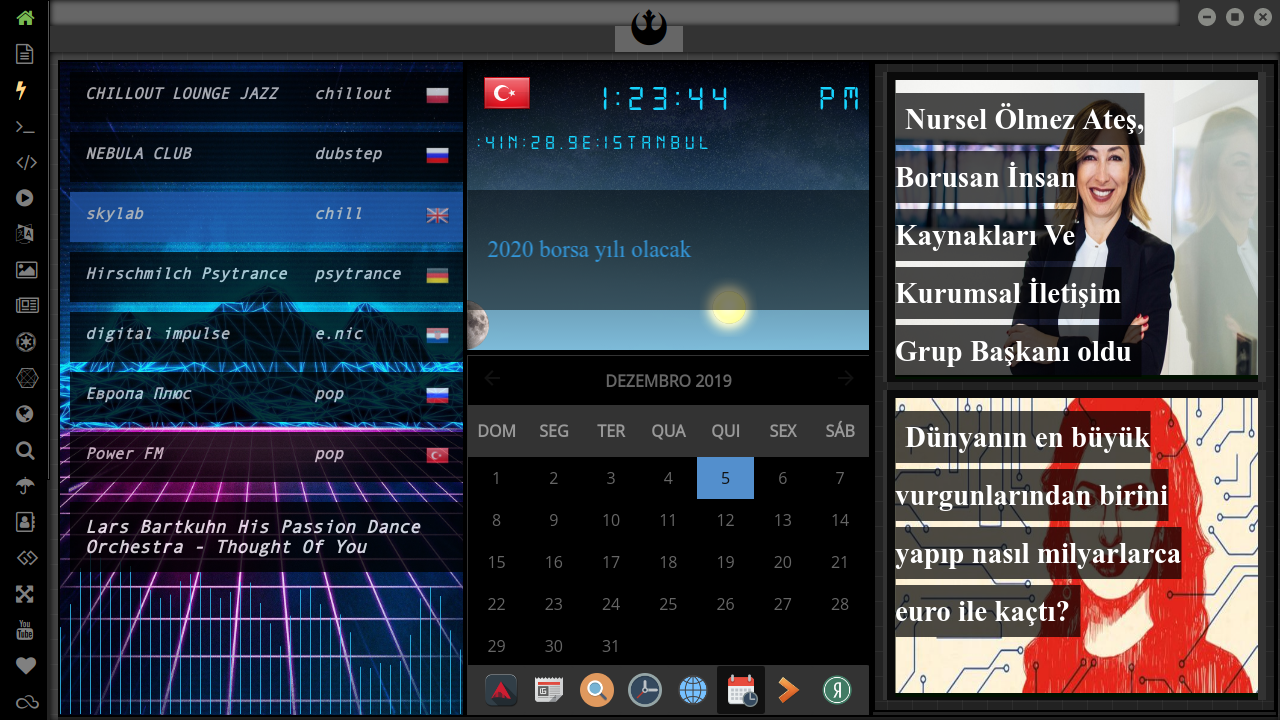 CHILLOUT LOUNGE JAZZ chillout
NEBULA CLUB dubstep
skylab chill
Hirschmilch Psytrance psytrance
digital impulse e.nic
Европа Плюс pop
Power FM pop
Lars Bartkuhn His Passion Dance
Orchestra - Thought Of You
1:23:44 PM
:41N:28.9E:ISTANBUL
2020 borsa yılı olacak
DEZEMBRO 2019
DOM SEG TER QUA QUI SEX SÁB
1 2 3 4 5 6 7
8 9 10 11 12 13 14
15 16 17 18 19 20 21
22 23 24 25 26 27 28
29 30 31
Я
Nursel Ölmez Ateş,
Borusan İnsan
Kaynakları Ve
Kurumsal İletişim
Grup Başkanı oldu
Dünyanın en büyük
vurgunlarından birini
yapıp nasıl milyarlarca
euro ile kaçtı?
You
Tube